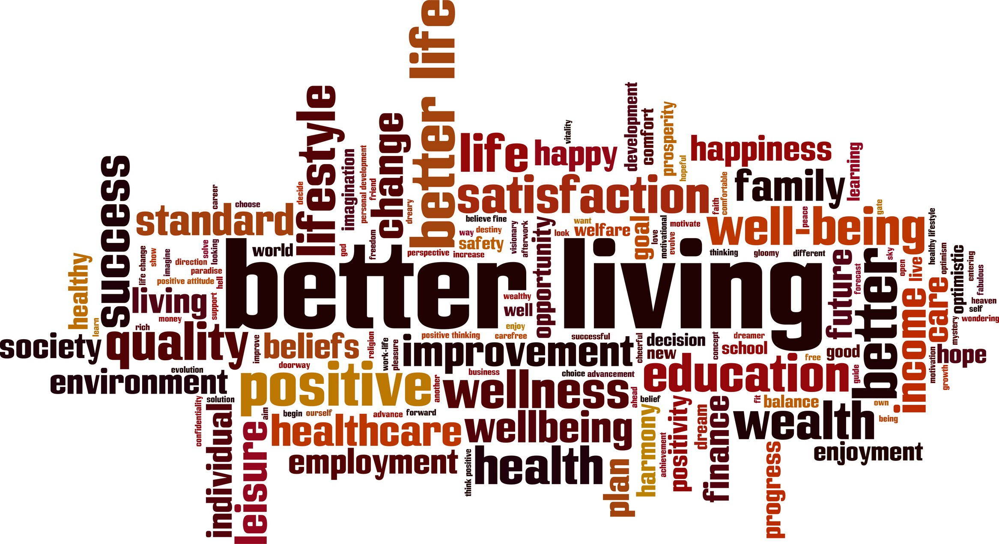 better life
lifestyle
development
prosperity
comfort
vitality
change
life
happy
happiness
learning
success
imagination
personal development
friend
satisfaction
family
hopeful
comfortable
career
choose
decide
standard
dreary
believe fine
faith
well-being
peace
gate
healthy lifestyle
want
welfare
look
goal
love
motivational
motivate
evolve
way
destiny
safety
visionary
afterwork
opportunity
perspective
increase
god
freedom
world
solve
looking
life change
show
imagine
direction
paradise
positive attitude
hell
healthy
thinking
gloomy
different
future
forecast
sky
better
open
live
optimism
optimistic
entering
fabulous
better living
living
support
money
learn
rich
wealthy
well
enjoy
carefree
positive thinking
successful
income
care
heaven
self
wondering
mystery
society
quality
improve
beliefs
religion
work-life
pleasure
improvement
cheerful
decision
new
concept
dreamer
school
free
good
guide
motivation
hope
growth
doorway
evolution
environment
positive
another
business
choice
advancement
wellness
ahead
education
belief
fit
balance
own
being
confidentiality
solution
individual
aim
begin
ourself
advance
forward
leisure
healthcare
wellbeing
harmony
achievement
positivity
dream
finance
wealth
enjoyment
employment
think positive
health
plan
progress